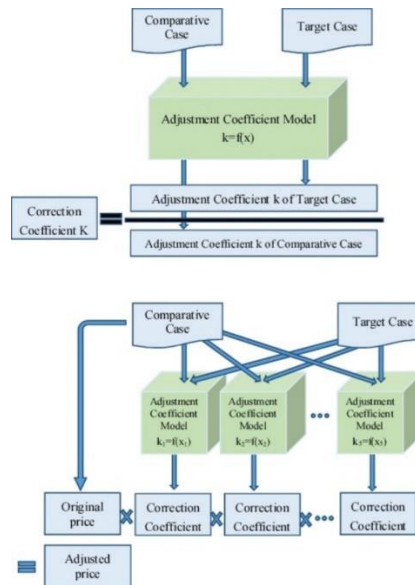 Comparative
Case
Target Case
Adjustment Coefficient Model
k=f(x)
Adjustment Coefficient k of Target Case
Correction
Coefficient K
=
Adjustment Coefficient k of Comparative Case
Comparative
Case
Target Case
Adjustment
Coefficient
Model
k₁=f(x₁)
Adjustment
Coefficient
Model
k₂=f(x₂)
...
Adjustment
Coefficient
Model
k₅=f(x₅)
Original
price
×
Correction
Coefficient
×
Correction
Coefficient
×
...
Correction
Coefficient
=
Adjusted
price